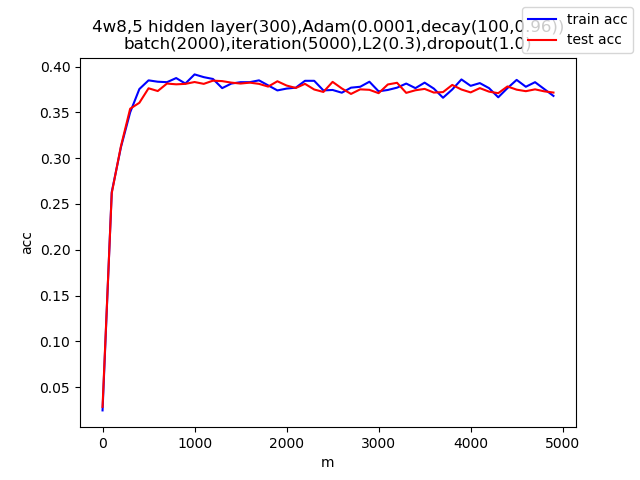 4w8,5 hidden layer(300),Adam(0.0001,decay(100,0.96))
batch(2000),iteration(5000),L2(0.3),dropout(1.0)
train acc
test acc
0.40
0.35
0.30
0.25
0.20
0.15
0.10
0.05
acc
0 1000 2000 3000 4000 5000
m